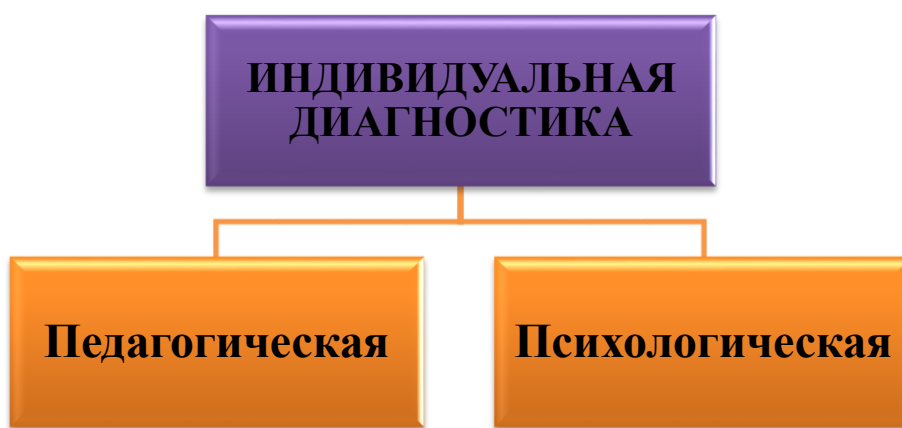 ИНДИВИДУАЛЬНАЯ
ДИАГНОСТИКА
Педагогическая
Психологическая